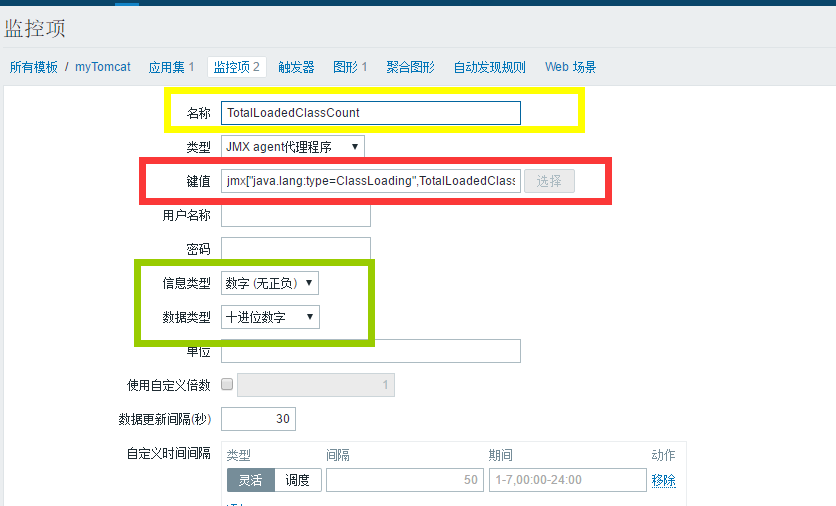 监控项
所有模板 / myTomcat 应用集 1 监控项 2 触发器 图形 1 聚合图形 自动发现规则 Web 场景
名称 TotalLoadedClassCount
类型 JMX agent代理程序
键值 jmx["java.lang:type=ClassLoading",TotalLoadedClass 选择
用户名称
密码
信息类型 数字 (无正负)
数据类型 十进位数字
单位
使用自定义倍数 1
数据更新间隔(秒) 30
自定义时间间隔 类型 间隔 期间 动作
灵活 调度 50 1-7,00:00-24:00 移除